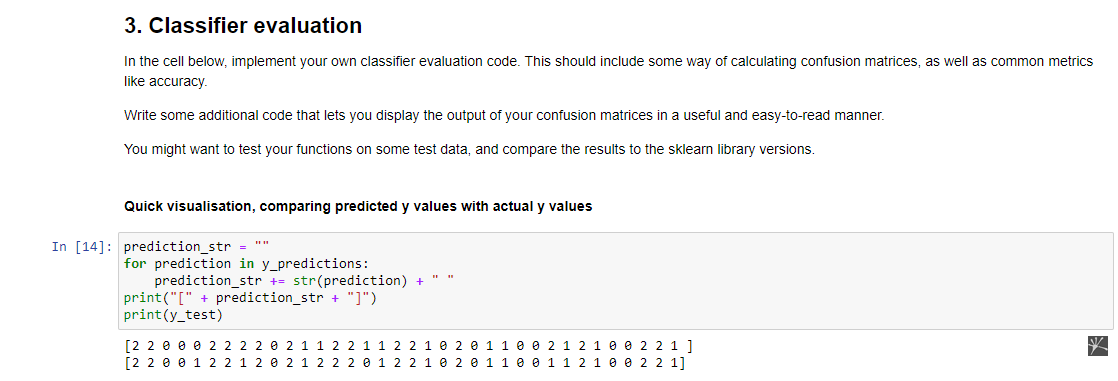 3. Classifier evaluation
In the cell below, implement your own classifier evaluation code. This should include some way of calculating confusion matrices, as well as common metrics
like accuracy.
Write some additional code that lets you display the output of your confusion matrices in a useful and easy-to-read manner.
You might want to test your functions on some test data, and compare the results to the sklearn library versions.
Quick visualisation, comparing predicted y values with actual y values
In [14]: prediction_str = ""
for prediction in y_predictions:
    prediction_str += str(prediction) + " "
print("[" + prediction_str + "]")
print(y_test)
[2 2 0 0 0 2 2 2 2 0 2 1 1 2 2 1 1 2 2 1 0 2 0 1 1 0 0 2 1 2 1 0 0 2 2 1 ]
[2 2 0 0 1 2 2 1 2 0 2 1 2 2 2 0 1 2 2 1 0 2 0 1 1 0 0 1 1 2 1 0 0 2 2 1]